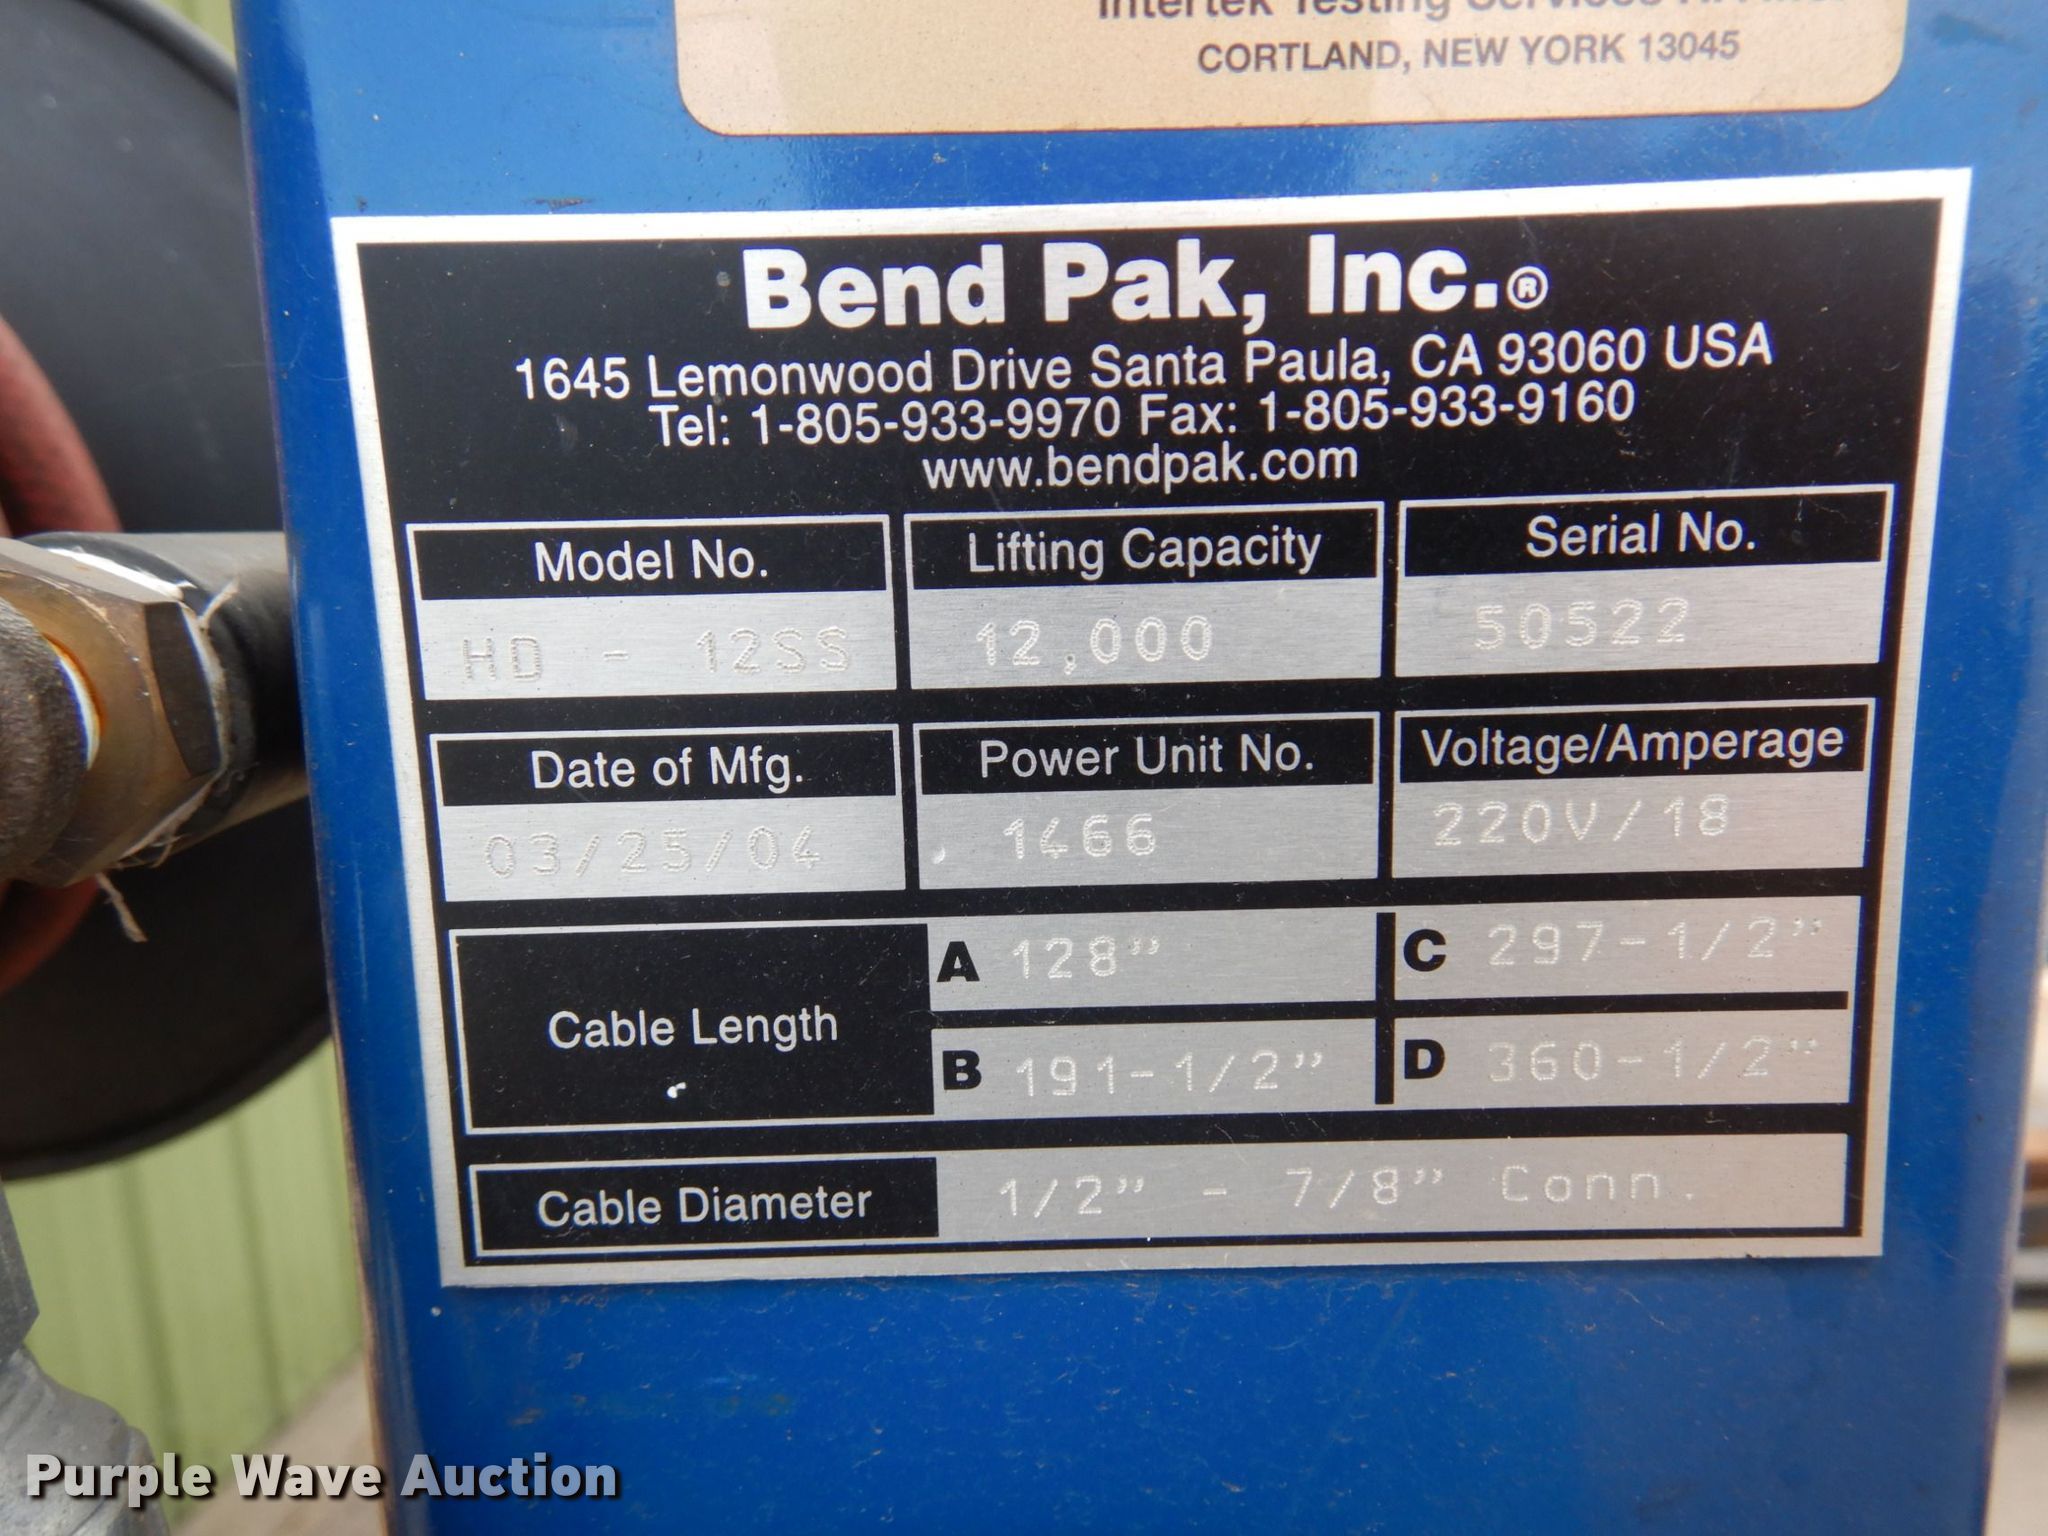 Intertek Testing Services
CORTLAND, NEW YORK 13045
Bend Pak, Inc.®
1645 Lemonwood Drive Santa Paula, CA 93060 USA
Tel: 1-805-933-9970 Fax: 1-805-933-9160
www.bendpak.com
Model No. Lifting Capacity Serial No.
HD - 12SS 12,000 50522
Date of Mfg. Power Unit No. Voltage/Amperage
03/25/04 1466 220V/18
Cable Length
A 128" C 297-1/2"
B 191-1/2" D 360-1/2"
Cable Diameter 1/2" - 7/8" Conn.
Purple Wave Auction